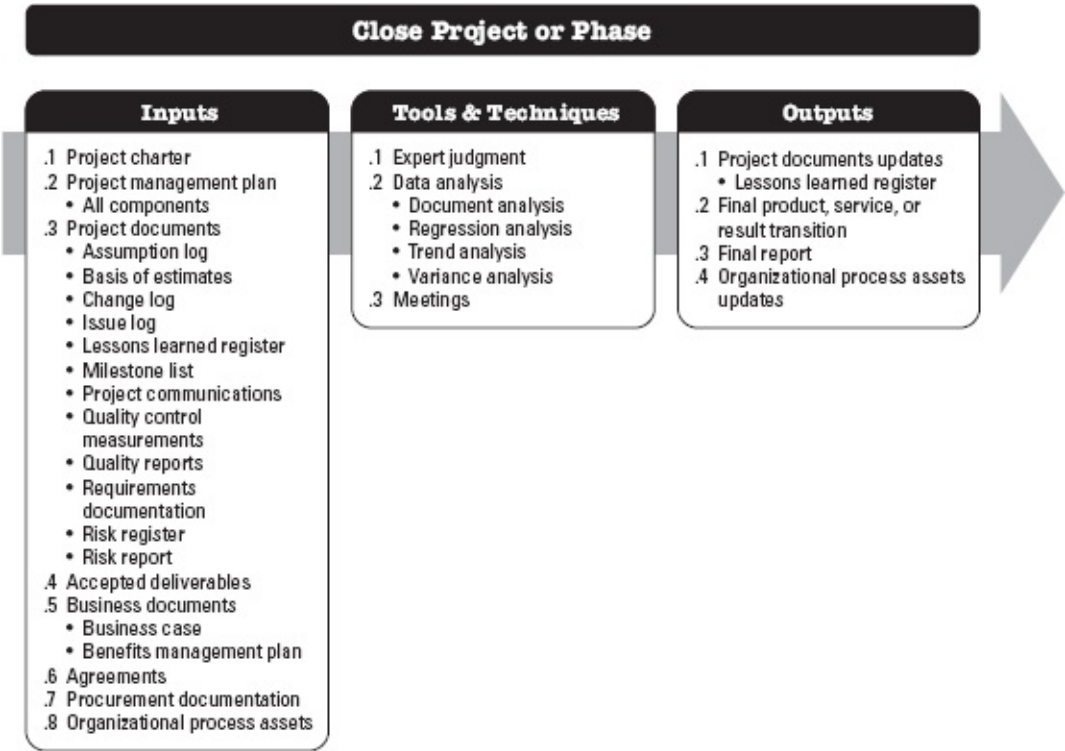 Close Project or Phase
Inputs
.1 Project charter
.2 Project management plan
• All components
.3 Project documents
• Assumption log
• Basis of estimates
• Change log
• Issue log
• Lessons learned register
• Milestone list
• Project communications
• Quality control
measurements
• Quality reports
• Requirements
documentation
• Risk register
• Risk report
.4 Accepted deliverables
.5 Business documents
• Business case
• Benefits management plan
.6 Agreements
.7 Procurement documentation
.8 Organizational process assets
Tools & Techniques
.1 Expert judgment
.2 Data analysis
• Document analysis
• Regression analysis
• Trend analysis
• Variance analysis
.3 Meetings
Outputs
.1 Project documents updates
• Lessons learned register
.2 Final product, service, or
result transition
.3 Final report
.4 Organizational process assets
updates